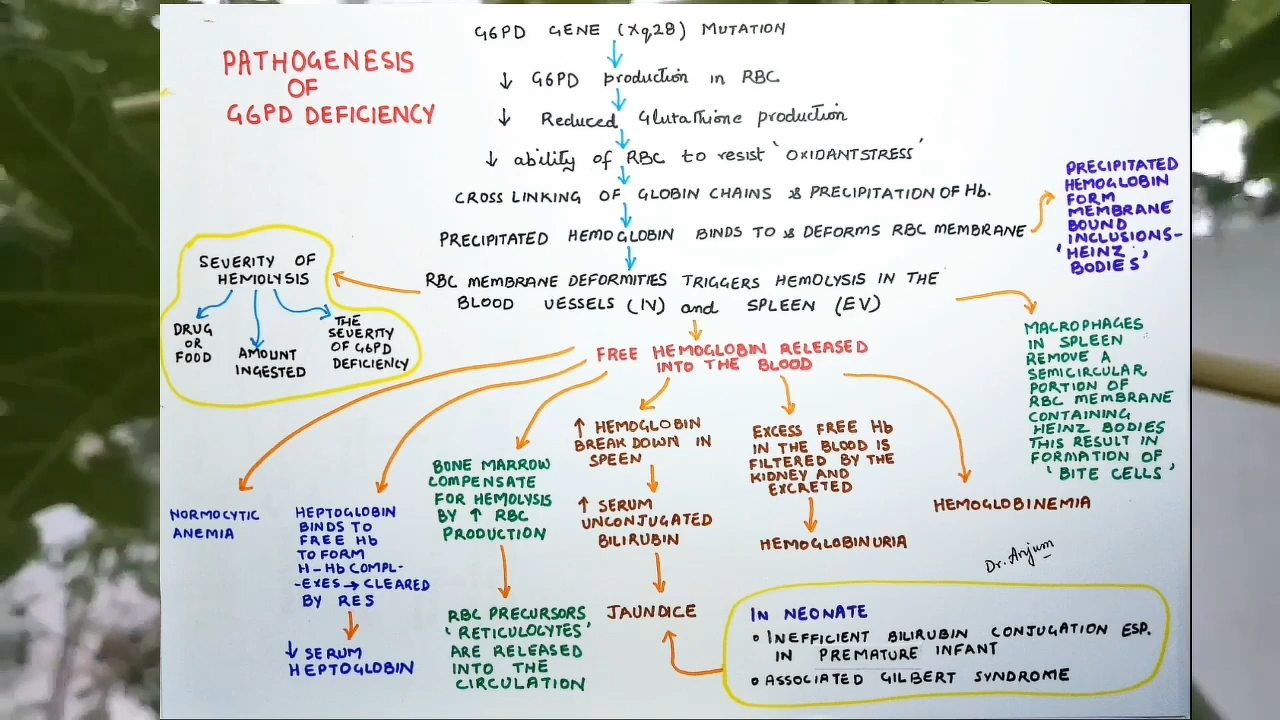 PATHOGENESIS
OF
G6PD DEFICIENCY
G6PD GENE (Xq28) MUTATION
↓ G6PD production in RBC
↓ Reduced Glutathione production
↓ ability of RBC to resist 'OXIDANT STRESS'
CROSS LINKING OF GLOBIN CHAINS & PRECIPITATION OF Hb.
PRECIPITATED HEMOGLOBIN BINDS TO & DEFORMS RBC MEMBRANE
PRECIPITATED
HEMOGLOBIN
FORM
MEMBRANE
BOUND
INCLUSIONS-
'HEINZ
BODIES'
RBC MEMBRANE DEFORMITIES TRIGGERS HEMOLYSIS IN THE
BLOOD VESSELS (IV) and SPLEEN (EV)
SEVERITY OF
HEMOLYSIS
DRUG
OR
FOOD
AMOUNT
INGESTED
THE
SEVERITY
OF G6PD
DEFICIENCY
MACROPHAGES
IN SPLEEN
REMOVE A
SEMICIRCULAR
PORTION OF
RBC MEMBRANE
CONTAINING
HEINZ BODIES
THIS RESULT IN
FORMATION OF
'BITE CELLS'
FREE HEMOGLOBIN RELEASED
INTO THE BLOOD
NORMOCYTIC
ANEMIA
HEPTOGLOBIN
BINDS TO
FREE Hb
TO FORM
H-Hb COMPL-
-EXES → CLEARED
BY RES
↓ SERUM
HEPTOGLOBIN
BONE MARROW
COMPENSATE
FOR HEMOLYSIS
BY ↑ RBC
PRODUCTION
RBC PRECURSORS
'RETICULOCYTES'
ARE RELEASED
INTO THE
CIRCULATION
↑ HEMOGLOBIN
BREAK DOWN IN
SPEEN
↑ SERUM
UNCONJUGATED
BILIRUBIN
JAUNDICE
EXCESS FREE Hb
IN THE BLOOD IS
FILTERED BY THE
KIDNEY AND
EXCRETED
HEMOGLOBINURIA
HEMOGLOBINEMIA
Dr. Anjum
IN NEONATE
• INEFFICIENT BILIRUBIN CONJUGATION ESP.
IN PREMATURE INFANT
• ASSOCIATED GILBERT SYNDROME